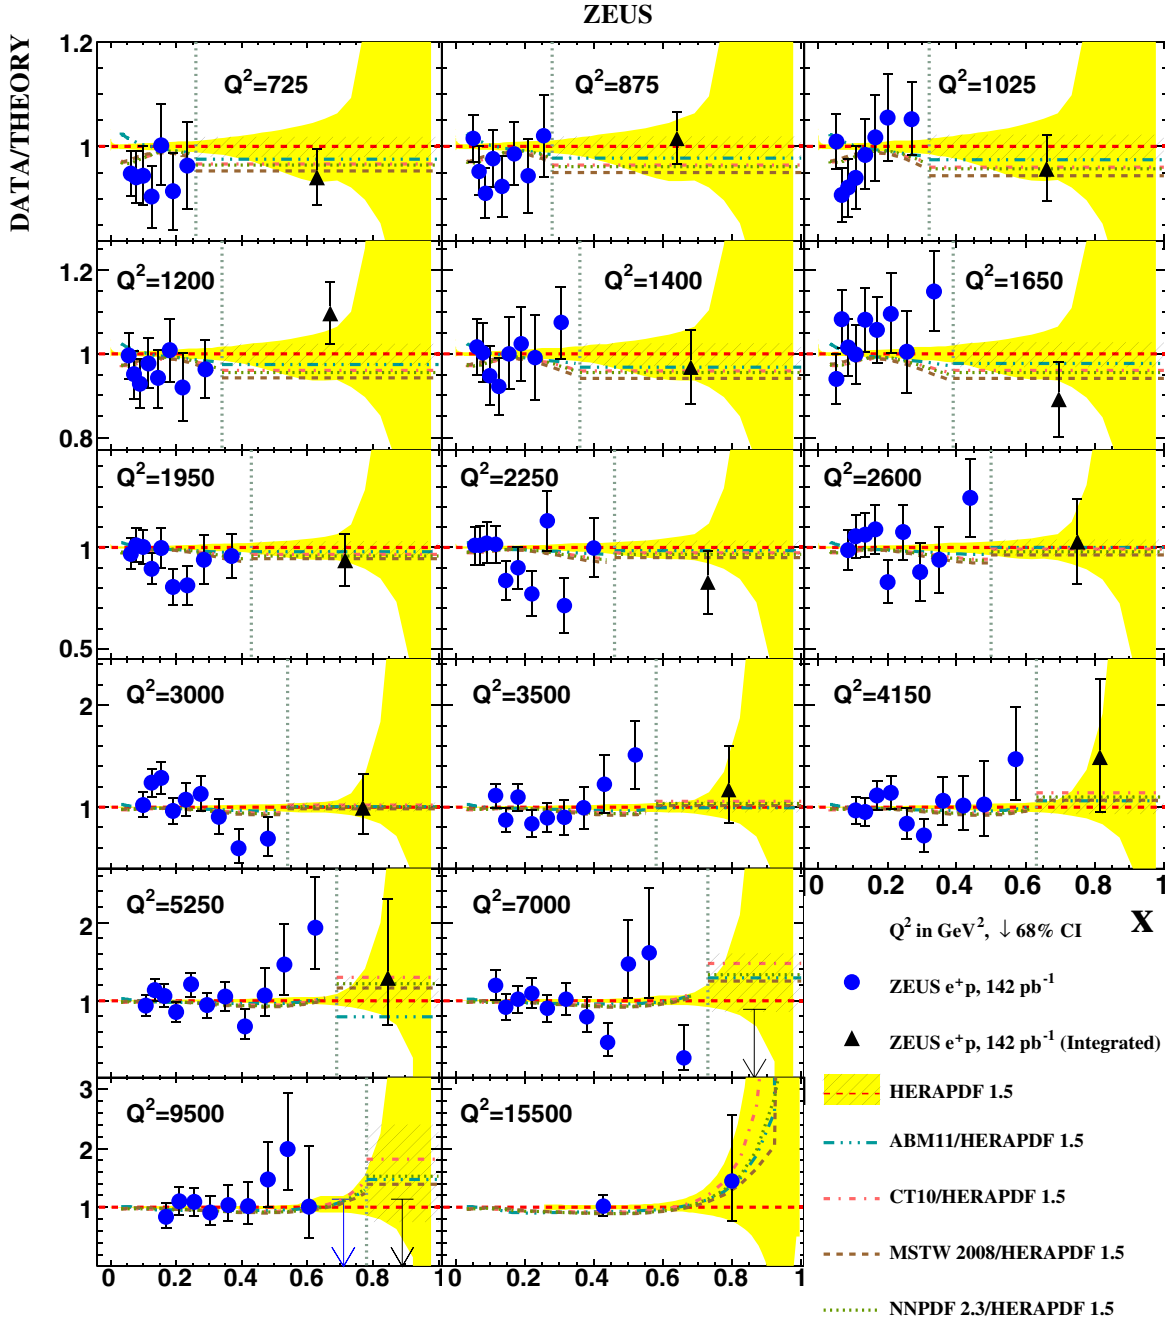 ZEUS
DATA/THEORY
1.2
1
Q²=725
Q²=875
Q²=1025
1.2
1
0.8
Q²=1200
Q²=1400
Q²=1650
1
0.5
Q²=1950
Q²=2250
Q²=2600
2
1
Q²=3000
Q²=3500
Q²=4150
0 0.2 0.4 0.6 0.8 1
x
2
1
Q²=5250
Q²=7000
Q² in GeV², ↓ 68% CI
ZEUS e⁺p, 142 pb⁻¹
ZEUS e⁺p, 142 pb⁻¹ (Integrated)
HERAPDF 1.5
ABM11/HERAPDF 1.5
CT10/HERAPDF 1.5
MSTW 2008/HERAPDF 1.5
NNPDF 2.3/HERAPDF 1.5
3
2
1
Q²=9500
Q²=15500
0 0.2 0.4 0.6 0.8 1 0 0.2 0.4 0.6 0.8 1